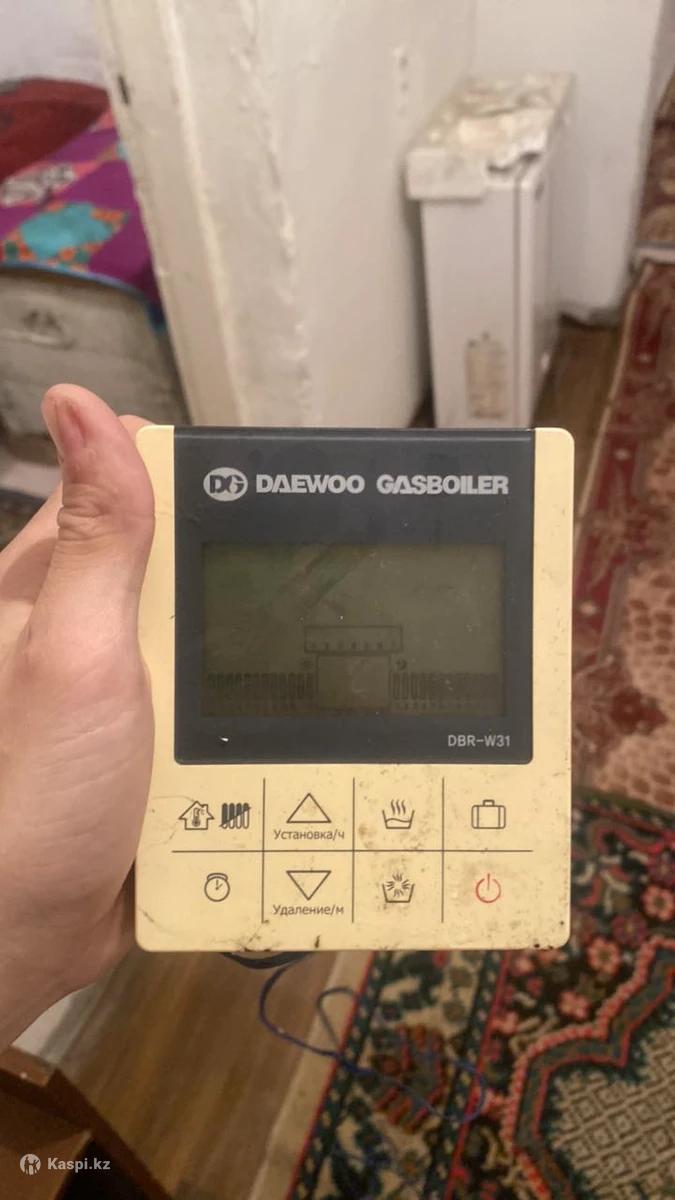 DG DAEWOO GASBOILER
DBR-W31
Установка/ч
Удаление/м
Kaspi.kz